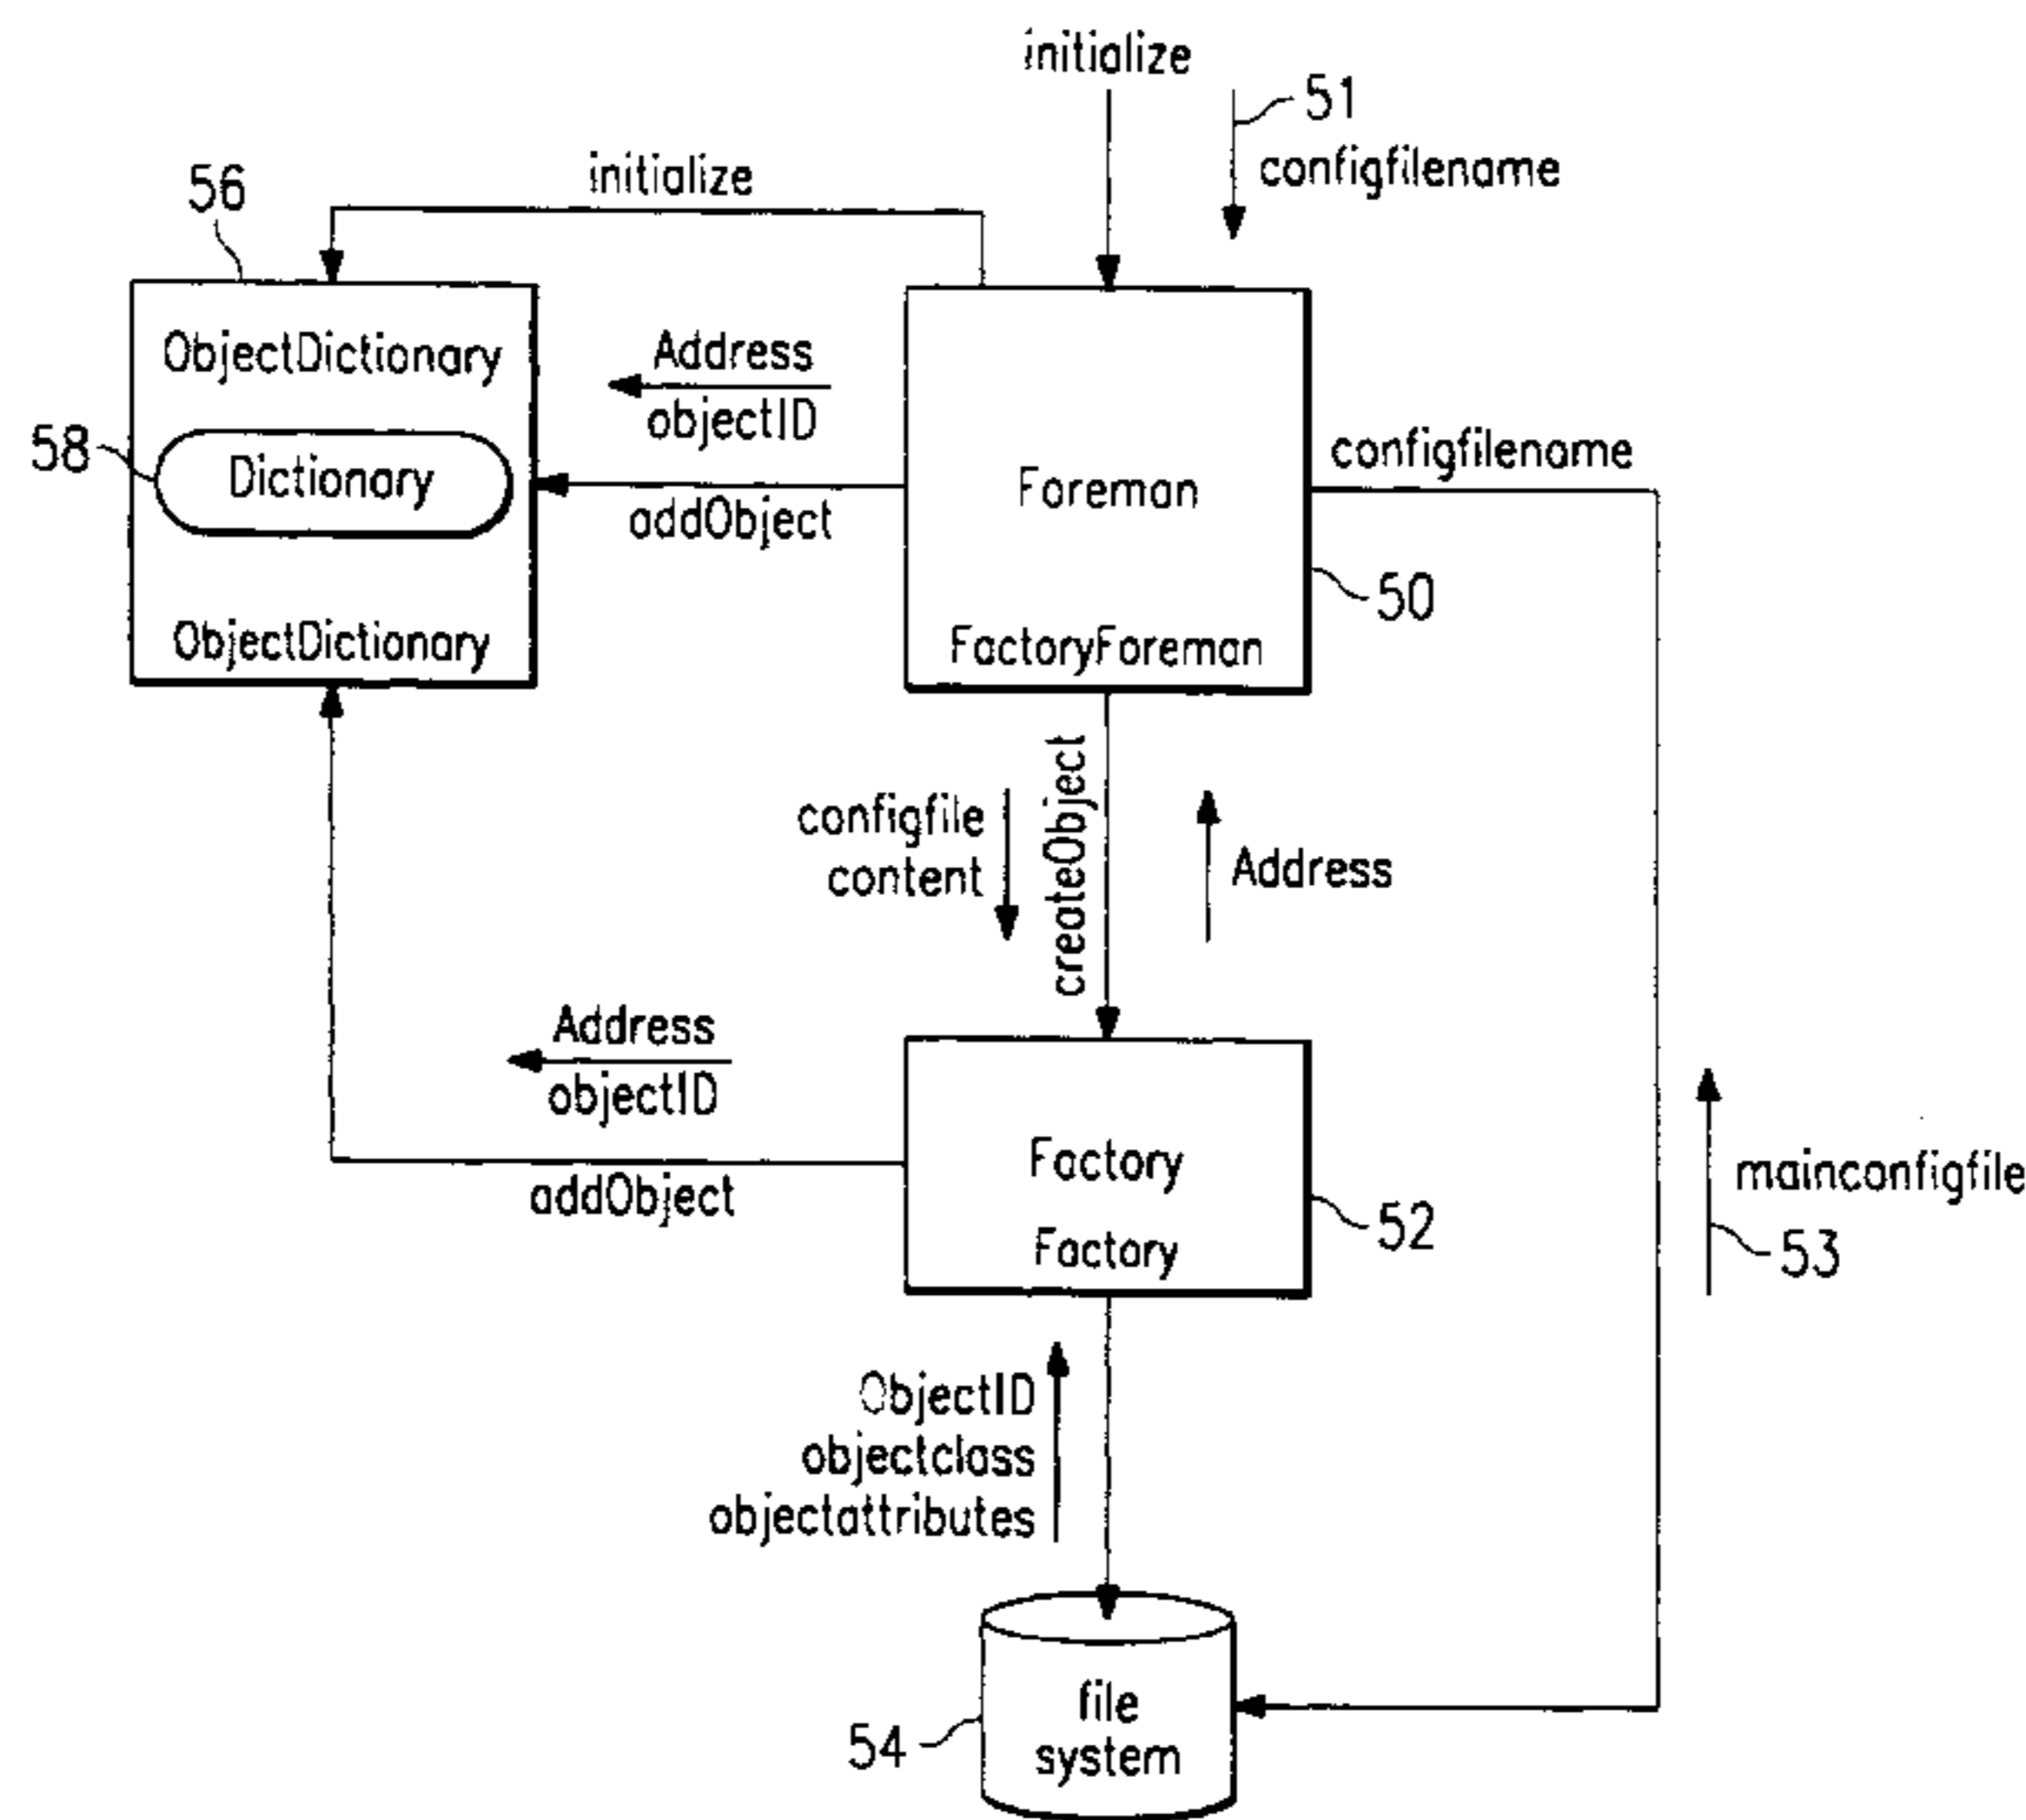 initialize
51
configfilename
initialize
56
ObjectDictionary
Address
objectID
58
Dictionary
addObject
Foreman
configfilename
50
ObjectDictionary
FactoryForeman
configfile
content
createObject
Address
Address
objectID
addObject
Factory
Factory
52
mainconfigfile
53
ObjectID
objectclass
objectattributes
file
system
54